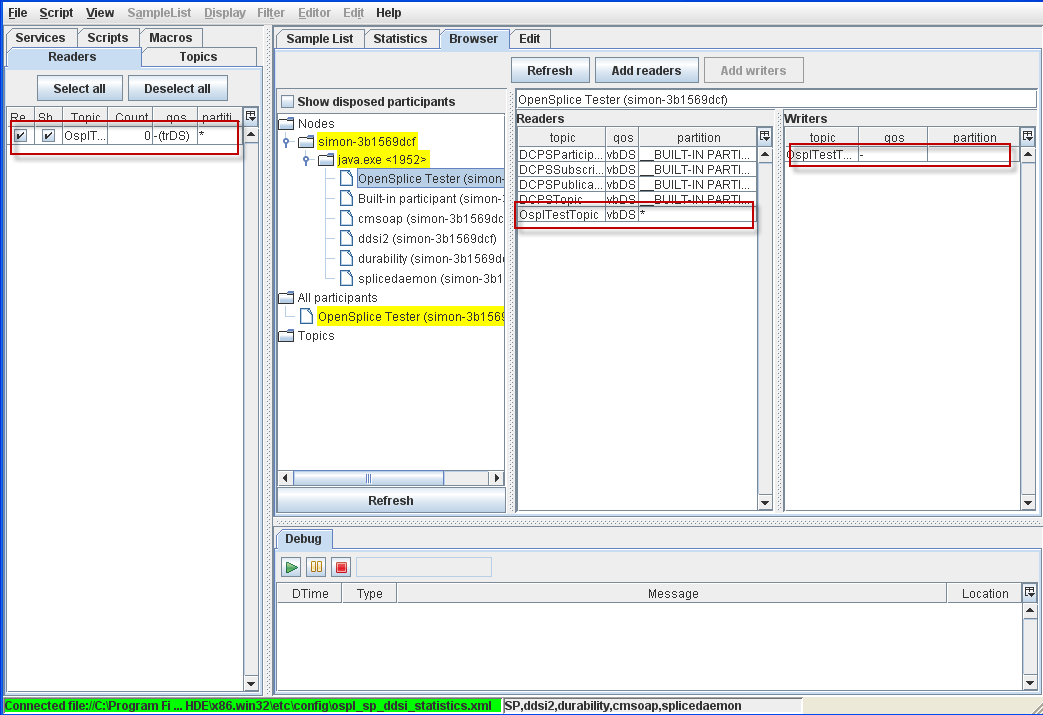 File Script View SampleList Display Filter Editor Edit Help
Services Scripts Macros
Readers Topics
Select all Deselect all
Re... Sh... Topic Count qos partiti...
OsplT... 0 -(trDS) *
Sample List Statistics Browser Edit
Refresh Add readers Add writers
Show disposed participants
Nodes
simon-3b1569dcf
java.exe <1952>
OpenSplice Tester (simon-
Built-in participant (simon-
cmsoap (simon-3b1569dc
ddsi2 (simon-3b1569dcf)
durability (simon-3b1569d
splicedaemon (simon-3b1
All participants
OpenSplice Tester (simon-3b1569
Topics
Refresh
OpenSplice Tester (simon-3b1569dcf)
Readers
topic qos partition
DCPSParticip... vbDS __BUILT-IN PARTI...
DCPSSubscri... vbDS __BUILT-IN PARTI...
DCPSPublica... vbDS __BUILT-IN PARTI...
DCPSTopic vbDS __BUILT-IN PARTI...
OsplTestTopic vbDS *
Writers
topic qos partition
OsplTestT... -
Debug
DTime Type Message Location
Connected file://C:\Program Fi ... HDE\x86.win32\etc\config\ospl_sp_ddsi_statistics.xml
SP,ddsi2,durability,cmsoap,splicedaemon